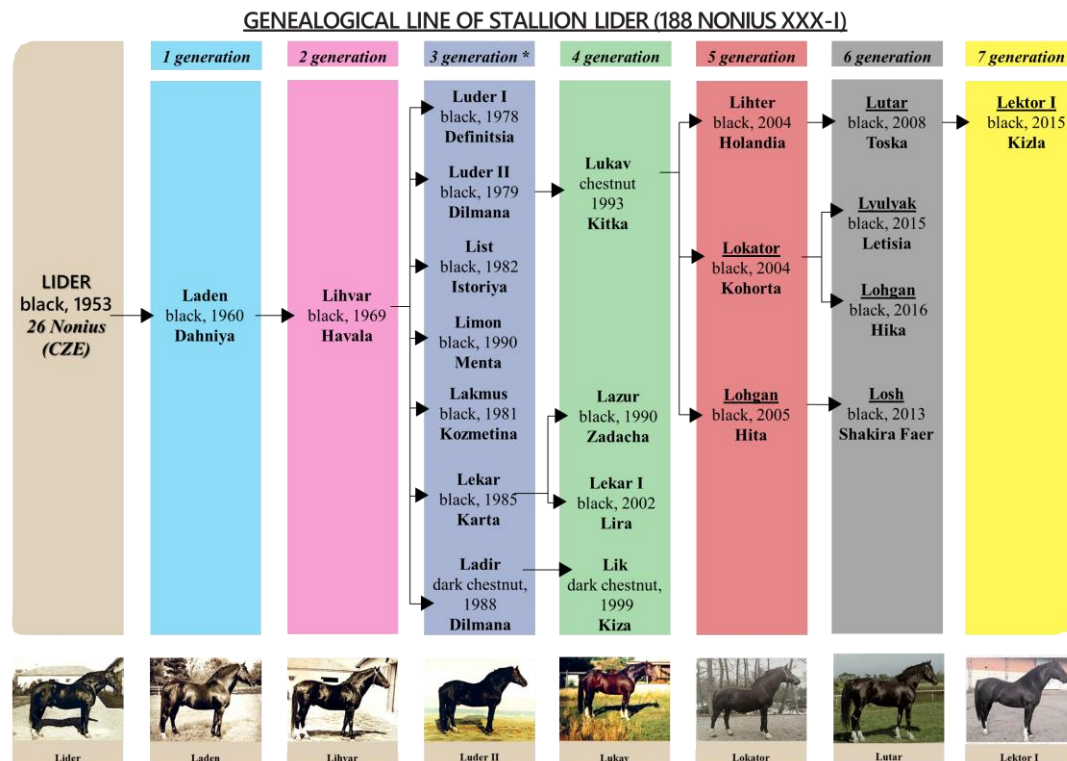 GENEALOGICAL LINE OF STALLION LIDER (188 NONIUS XXX-I)
1 generation
2 generation
3 generation *
4 generation
5 generation
6 generation
7 generation
LIDER
black, 1953
26 Nonius
(CZE)
Laden
black, 1960
Dahniya
Lihvar
black, 1969
Havala
Luder I
black, 1978
Definitsia
Luder II
black, 1979
Dilmana
List
black, 1982
Istoriya
Limon
black, 1990
Menta
Lakmus
black, 1981
Kozmetina
Lekar
black, 1985
Karta
Ladir
dark chestnut,
1988
Dilmana
Lukav
chestnut
1993
Kitka
Lazur
black, 1990
Zadacha
Lekar I
black, 2002
Lira
Lik
dark chestnut,
1999
Kiza
Lihter
black, 2004
Holandia
Lokator
black, 2004
Kohorta
Lohgan
black, 2005
Hita
Lutar
black, 2008
Toska
Lyulyak
black, 2015
Letisia
Lohgan
black, 2016
Hika
Losh
black, 2013
Shakira Faer
Lektor I
black, 2015
Kizla
Lider
Laden
Lihvar
Luder II
Lukav
Lokator
Lutar
Lektor I